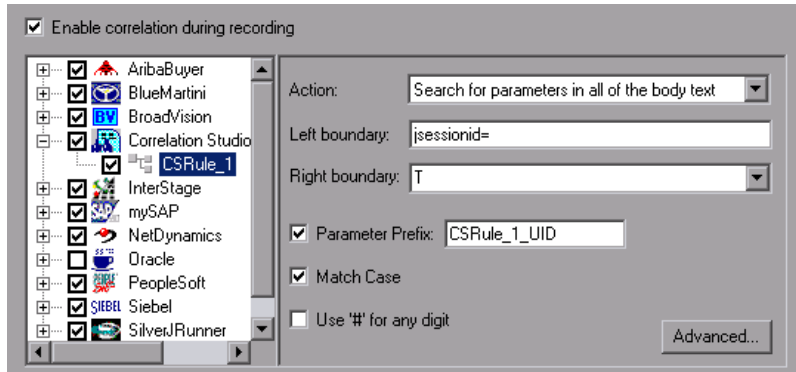 Enable correlation during recording
AribaBuyer
BlueMartini
BV BroadVision
Correlation Studio
CSRule_1
InterStage
SAP mySAP
NetDynamics
Oracle
PeopleSoft
SIEBEL Siebel
SilverJRunner
Action: Search for parameters in all of the body text
Left boundary: jsessionid=
Right boundary: T
Parameter Prefix: CSRule_1_UID
Match Case
Use '#' for any digit
Advanced...